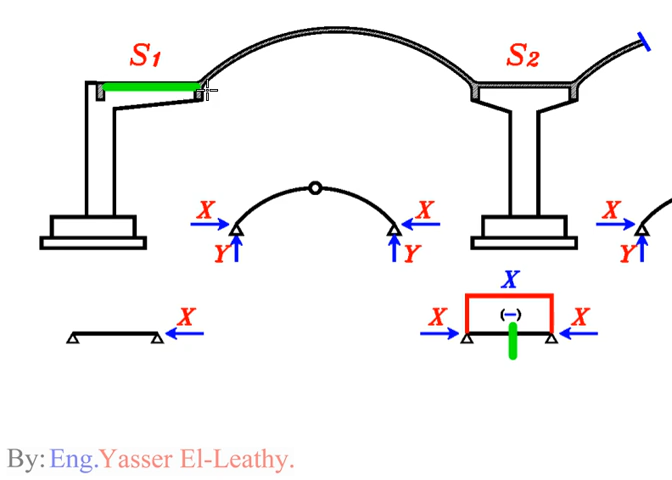 S1 S2
X X X
Y Y Y
X
X X (-) X
By: Eng.Yasser El-Leathy.